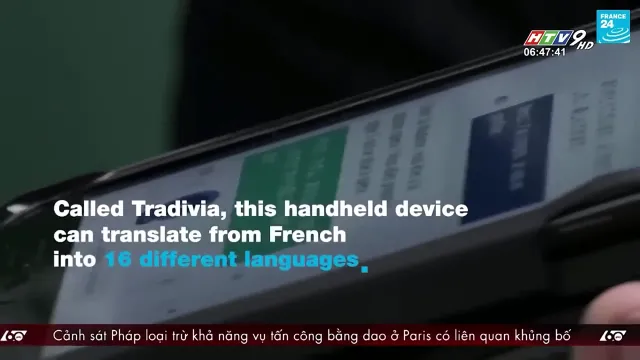 FRANCE
24
HTV9 HD
06:47:41
Called Tradivia, this handheld device
can translate from French
into 16 different languages.
60 Cảnh sát Pháp loại trừ khả năng vụ tấn công bằng dao ở Paris có liên quan khủng bố 60